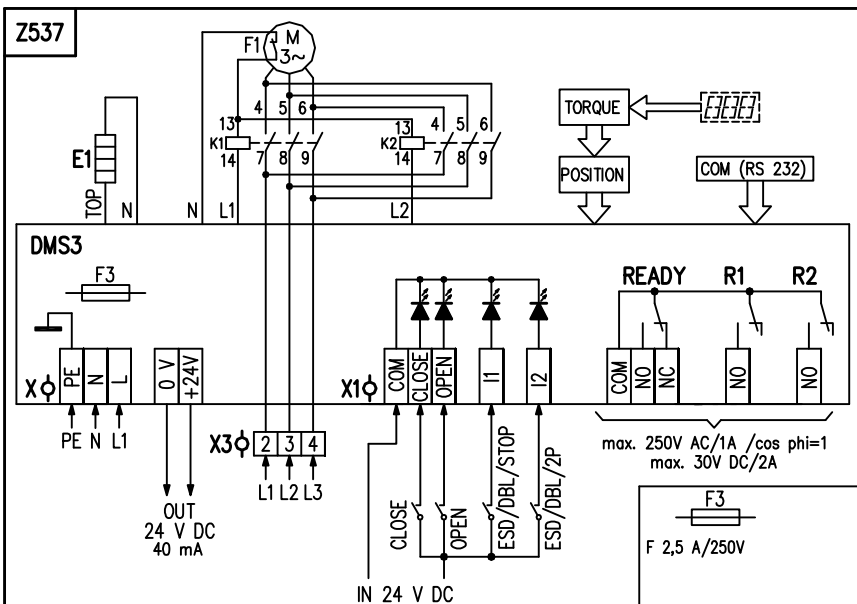 Z537
F1
M
3~
4 5 6
13
K1
14
7 8 9
13
K2
14
4 5 6
7 8 9
TORQUE
8888
POSITION
COM (RS 232)
E1
TOP
N
N
L1
L2
DMS3
F3
READY R1 R2
X
PE
N
L
0 V
+24V
X1
COM
CLOSE
OPEN
I1
I2
COM
NO
NC
NO
NO
PE N L1
X3
2 3 4
L1 L2 L3
OUT
24 V DC
40 mA
CLOSE
OPEN
ESD/DBL/STOP
ESD/DBL/2P
IN 24 V DC
max. 250V AC/1A /cos phi=1
max. 30V DC/2A
F3
F 2,5 A/250V